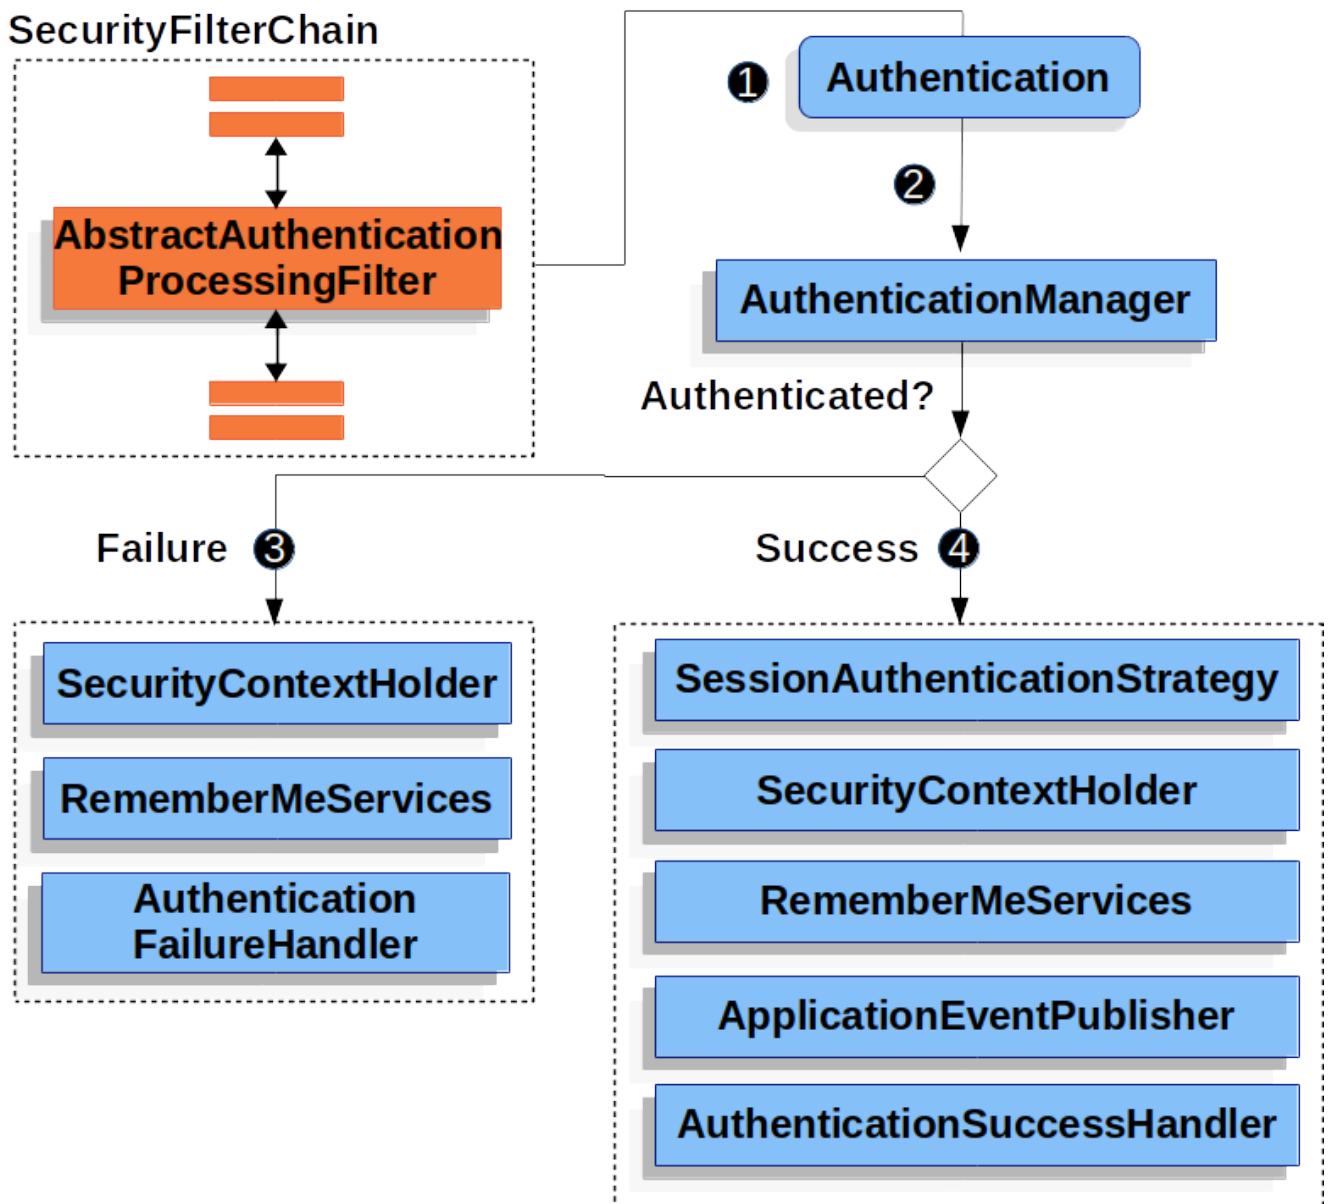 SecurityFilterChain
AbstractAuthentication
ProcessingFilter
1
Authentication
2
AuthenticationManager
Authenticated?
Failure 3
Success 4
SecurityContextHolder
RememberMeServices
Authentication
FailureHandler
SessionAuthenticationStrategy
SecurityContextHolder
RememberMeServices
ApplicationEventPublisher
AuthenticationSuccessHandler